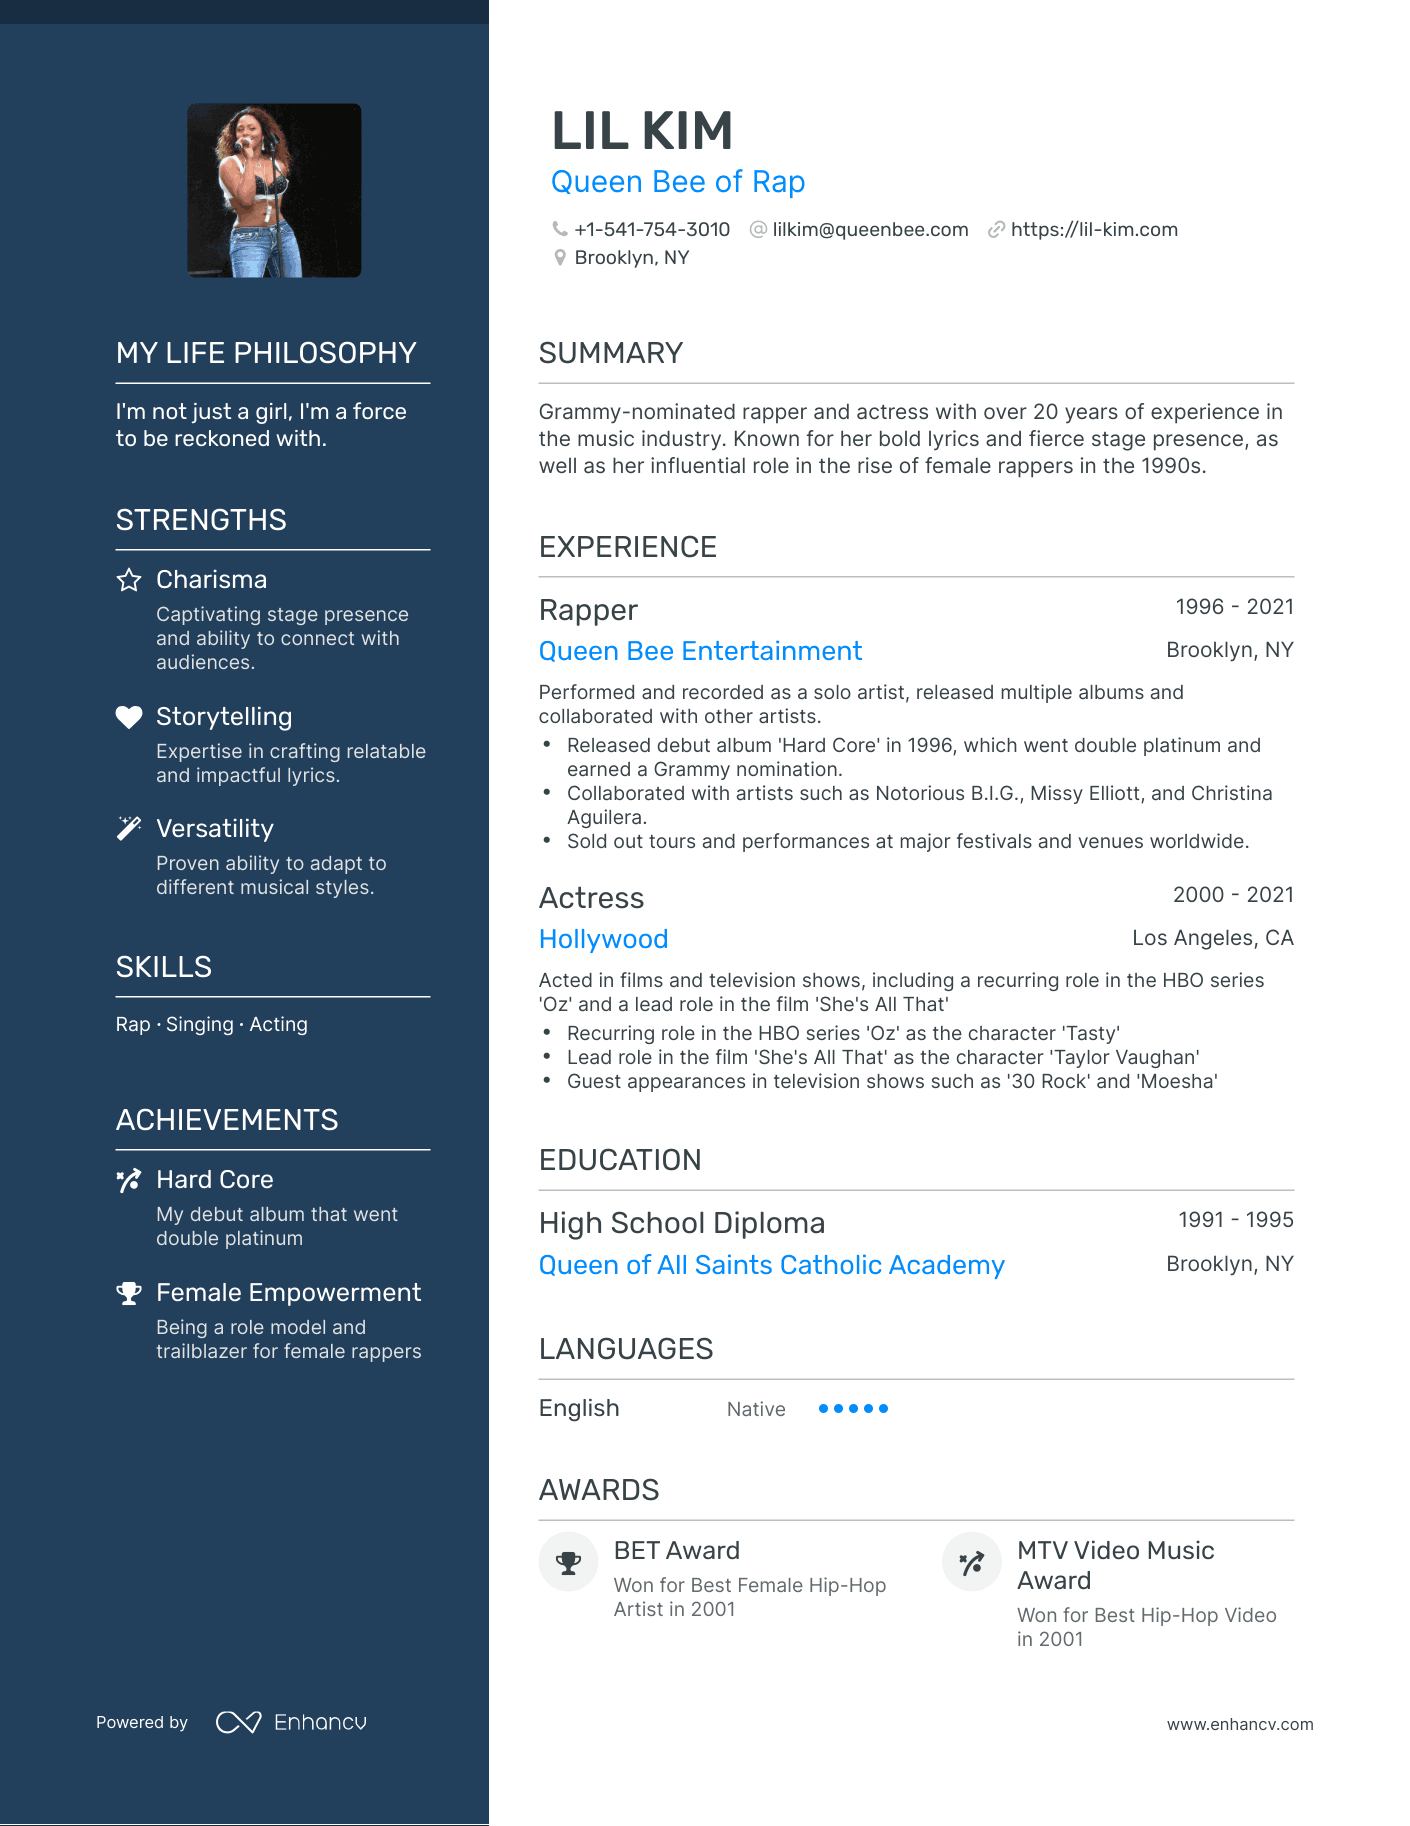 LIL KIM
Queen Bee of Rap
+1-541-754-3010 lilkim@queenbee.com https://lil-kim.com
Brooklyn, NY
MY LIFE PHILOSOPHY
I'm not just a girl, I'm a force
to be reckoned with.
STRENGTHS
Charisma
Captivating stage presence
and ability to connect with
audiences.
Storytelling
Expertise in crafting relatable
and impactful lyrics.
Versatility
Proven ability to adapt to
different musical styles.
SKILLS
Rap · Singing · Acting
ACHIEVEMENTS
Hard Core
My debut album that went
double platinum
Female Empowerment
Being a role model and
trailblazer for female rappers
SUMMARY
Grammy-nominated rapper and actress with over 20 years of experience in
the music industry. Known for her bold lyrics and fierce stage presence, as
well as her influential role in the rise of female rappers in the 1990s.
EXPERIENCE
Rapper 1996 - 2021
Queen Bee Entertainment Brooklyn, NY
Performed and recorded as a solo artist, released multiple albums and
collaborated with other artists.
• Released debut album 'Hard Core' in 1996, which went double platinum and
earned a Grammy nomination.
• Collaborated with artists such as Notorious B.I.G., Missy Elliott, and Christina
Aguilera.
• Sold out tours and performances at major festivals and venues worldwide.
Actress 2000 - 2021
Hollywood Los Angeles, CA
Acted in films and television shows, including a recurring role in the HBO series
'Oz' and a lead role in the film 'She's All That'
• Recurring role in the HBO series 'Oz' as the character 'Tasty'
• Lead role in the film 'She's All That' as the character 'Taylor Vaughan'
• Guest appearances in television shows such as '30 Rock' and 'Moesha'
EDUCATION
High School Diploma 1991 - 1995
Queen of All Saints Catholic Academy Brooklyn, NY
LANGUAGES
English Native
AWARDS
BET Award
Won for Best Female Hip-Hop
Artist in 2001
MTV Video Music
Award
Won for Best Hip-Hop Video
in 2001
Powered by Enhancv
www.enhancv.com